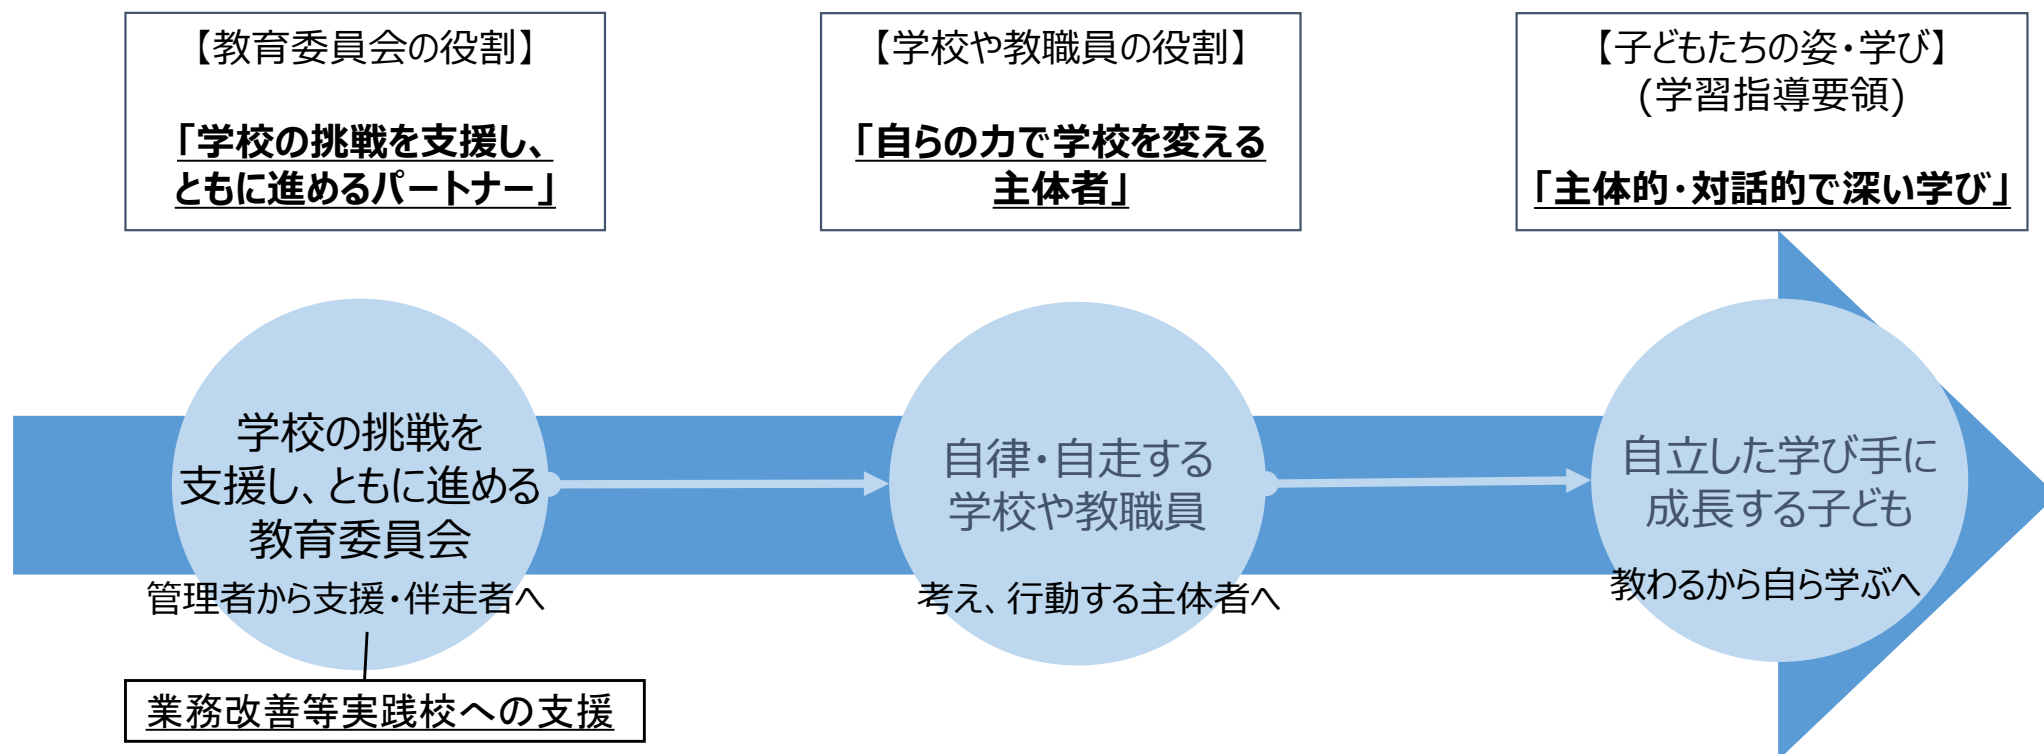 【教育委員会の役割】
「学校の挑戦を支援し、
ともに進めるパートナー」
【学校や教職員の役割】
「自らの力で学校を変える
主体者」
【子どもたちの姿・学び】
(学習指導要領)
「主体的・対話的で深い学び」
学校の挑戦を
支援し、ともに進める
教育委員会
管理者から支援・伴走者へ
業務改善等実践校への支援
自律・自走する
学校や教職員
考え、行動する主体者へ
自立した学び手に
成長する子ども
教わるから自ら学ぶへ